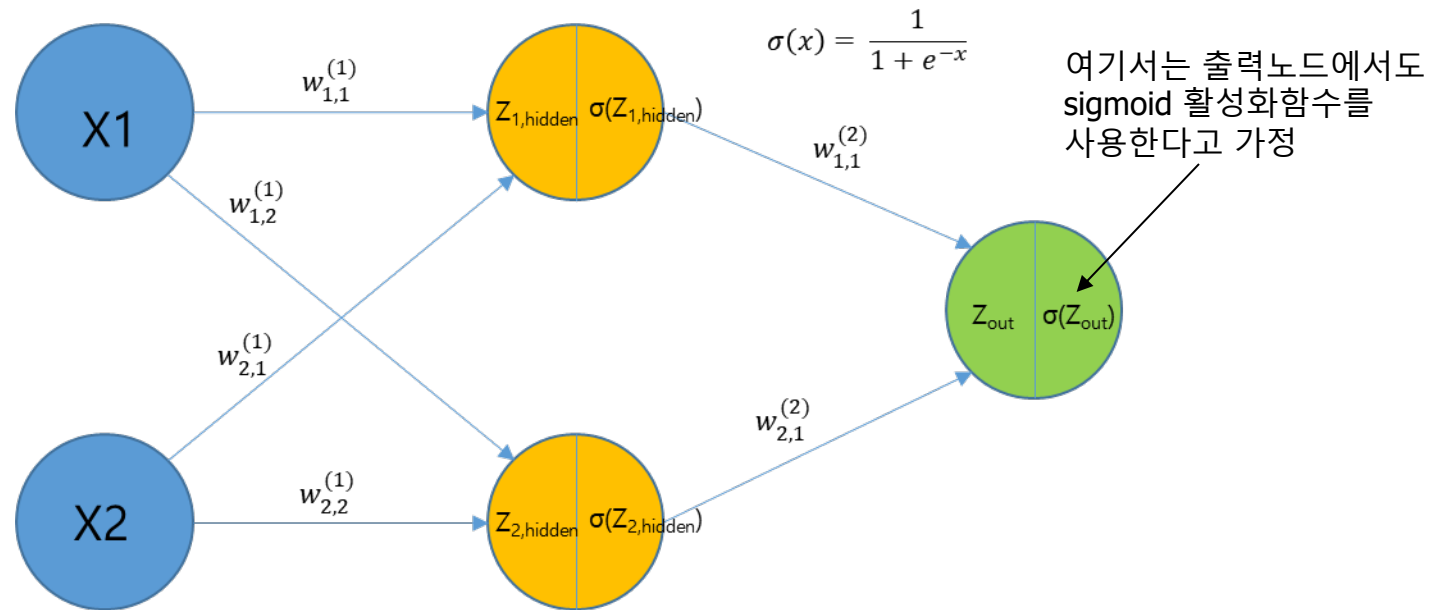 σ(x) = 1 / (1 + e^{-x})
여기서는 출력노드에서도
sigmoid 활성화함수를
사용한다고 가정
X1
w_{1,1}^{(1)}
Z_{1,hidden} σ(Z_{1,hidden})
w_{1,1}^{(2)}
w_{1,2}^{(1)}
Z_{out} σ(Z_{out})
w_{2,1}^{(1)}
w_{2,1}^{(2)}
X2
w_{2,2}^{(1)}
Z_{2,hidden} σ(Z_{2,hidden})